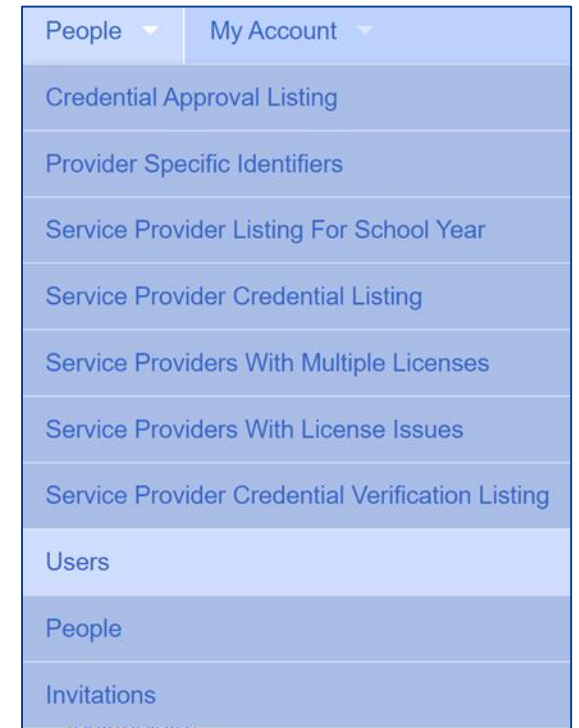 People My Account
Credential Approval Listing
Provider Specific Identifiers
Service Provider Listing For School Year
Service Provider Credential Listing
Service Providers With Multiple Licenses
Service Providers With License Issues
Service Provider Credential Verification Listing
Users
People
Invitations